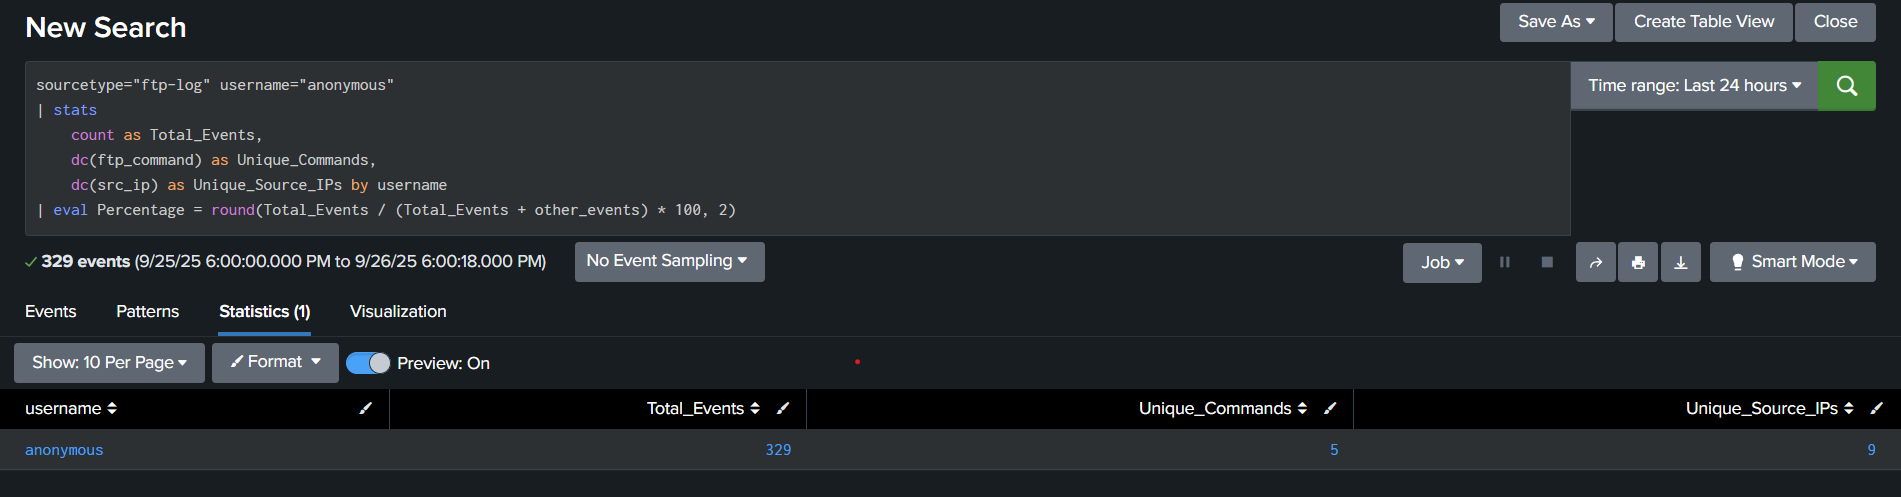 New Search
Save As
Create Table View
Close
sourcetype="ftp-log" username="anonymous"
| stats
count as Total_Events,
dc(ftp_command) as Unique_Commands,
dc(src_ip) as Unique_Source_IPs by username
| eval Percentage = round(Total_Events / (Total_Events + other_events) * 100, 2)
Time range: Last 24 hours
329 events (9/25/25 6:00:00.000 PM to 9/26/25 6:00:18.000 PM)
No Event Sampling
Job
Smart Mode
Events
Patterns
Statistics (1)
Visualization
Show: 10 Per Page
Format
Preview: On
username
Total_Events
Unique_Commands
Unique_Source_IPs
anonymous
329
5
9